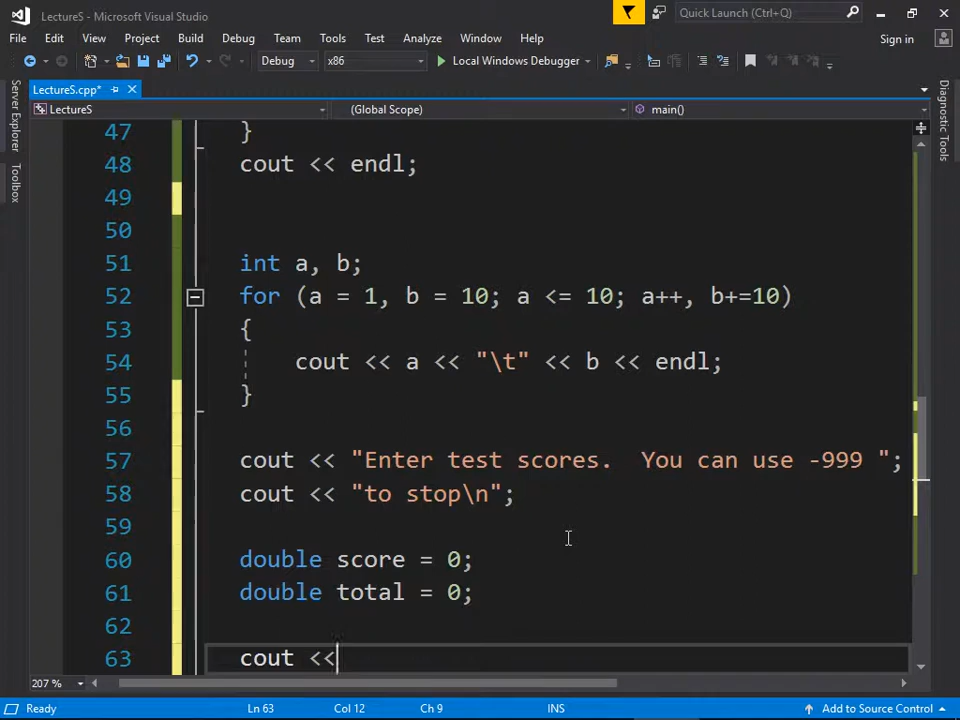 LectureS - Microsoft Visual Studio
Quick Launch (Ctrl+Q)
File Edit View Project Build Debug Team Tools Test Analyze Window Help
Sign in
Debug x86 Local Windows Debugger
Server Explorer
Toolbox
Diagnostic Tools
LectureS.cpp*
LectureS (Global Scope) main()
47 }
48 cout << endl;
49
50
51 int a, b;
52 for (a = 1, b = 10; a <= 10; a++, b+=10)
53 {
54 cout << a << "\t" << b << endl;
55 }
56
57 cout << "Enter test scores.  You can use -999 ";
58 cout << "to stop\n";
59
60 double score = 0;
61 double total = 0;
62
63 cout <<
207 %
Ready Ln 63 Col 12 Ch 9 INS Add to Source Control